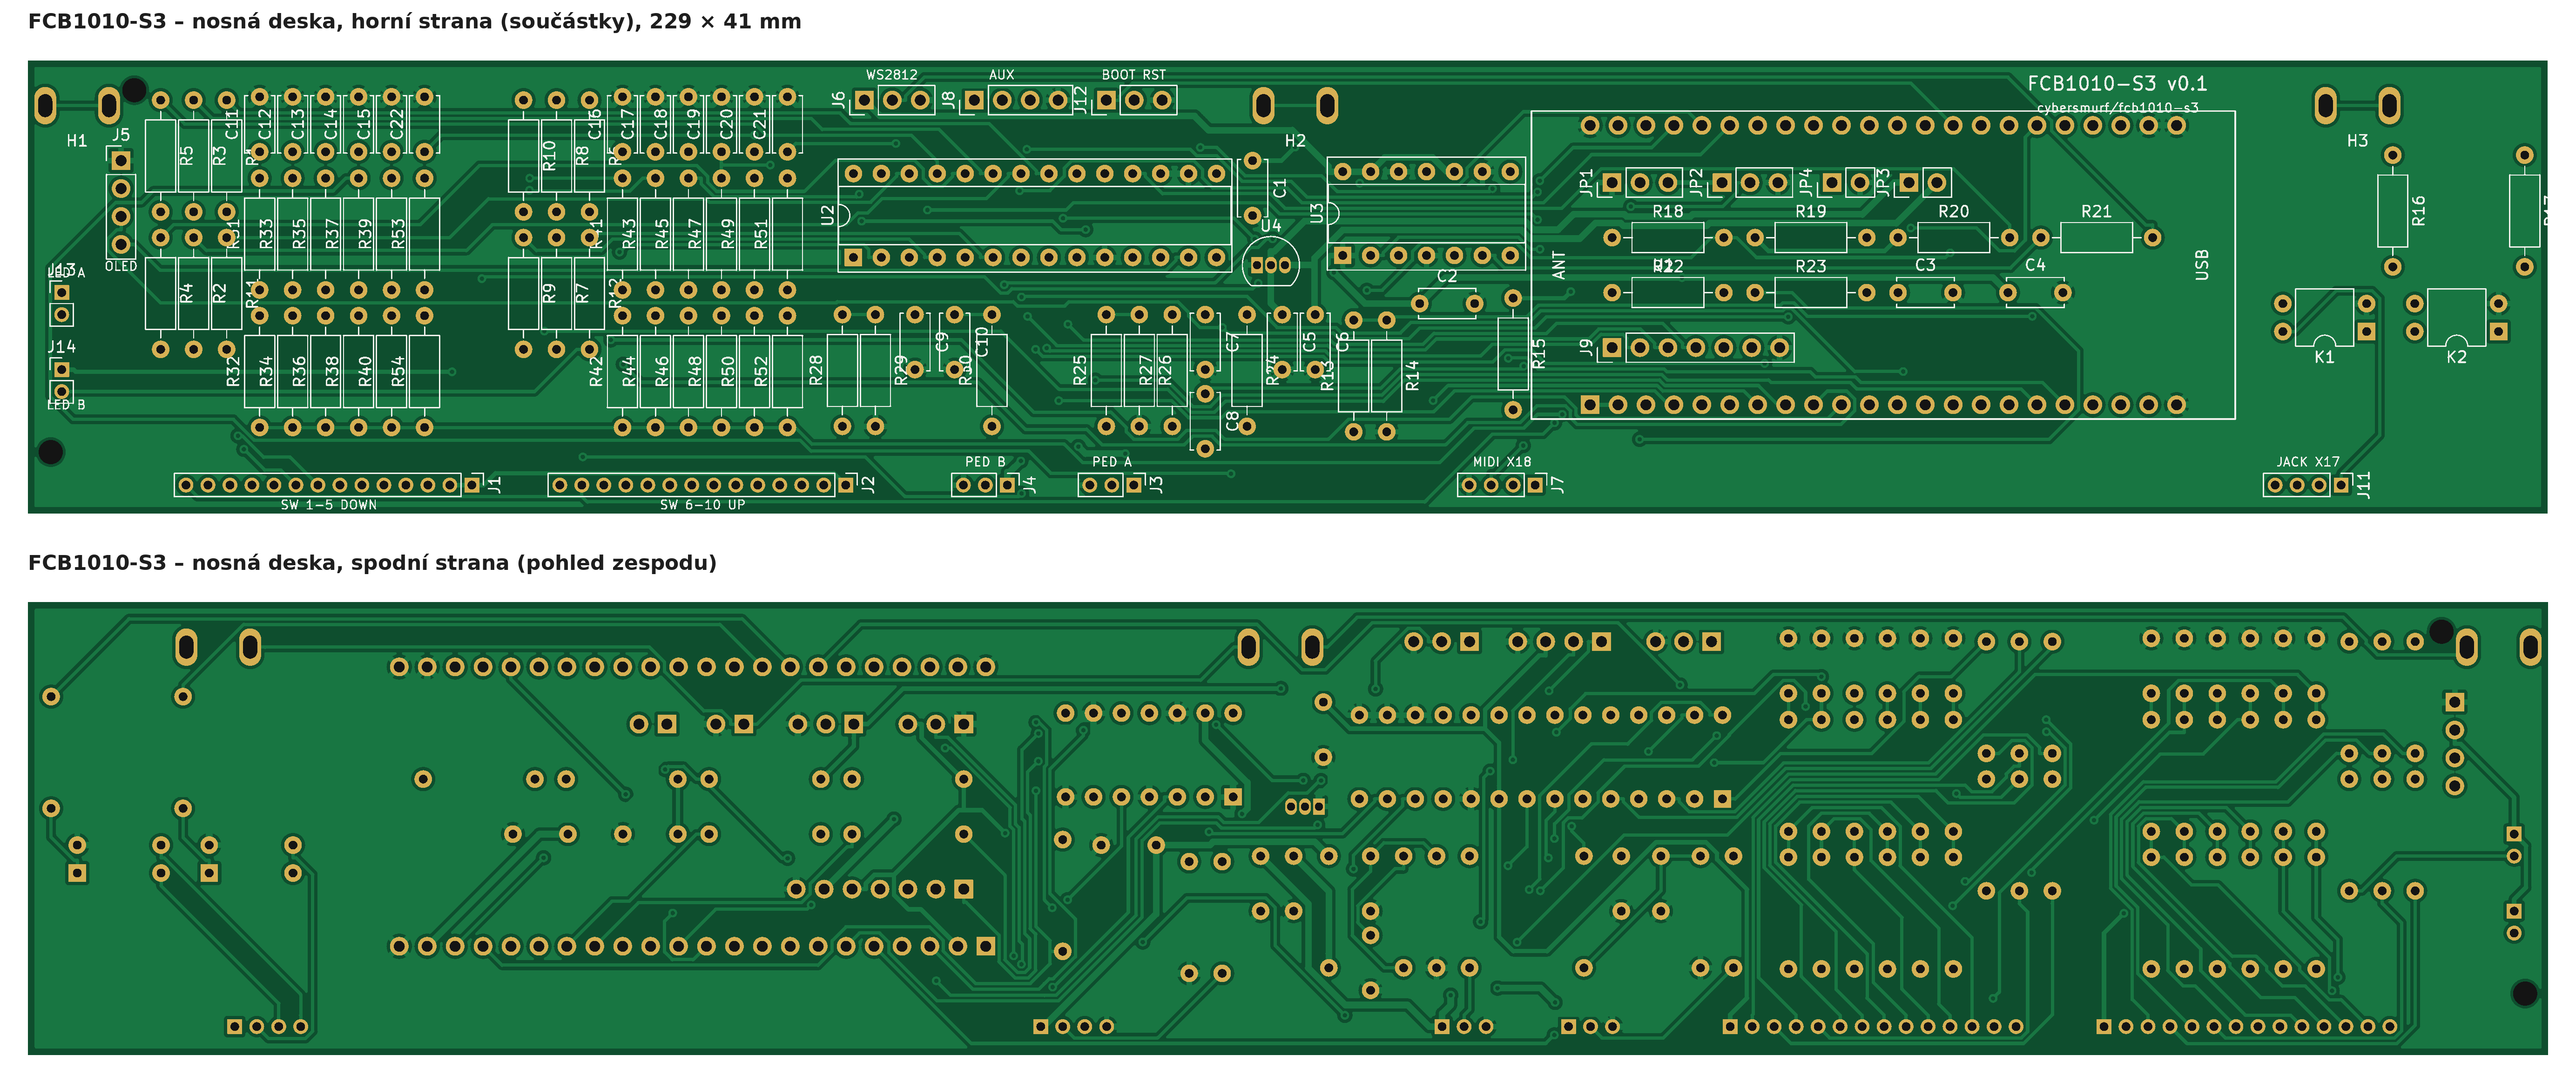 FCB1010-S3 – nosná deska, horní strana (součástky), 229 × 41 mm
WS2812 AUX BOOT RST
J6 J8 J12
FCB1010-S3 v0.1
cybersmurf/fcb1010-s3
H1 J5 H2 H3
R5 R3 C11 C12 C13 C14 C15 C22
R10 R8 C16 C17 C18 C19 C20 C21
U2 C1 U3 U4
JP1 JP2 JP4 JP3
R18 R19 R20 R21
R16
R31 R33 R35 R37 R39 R53
R41 R43 R45 R47 R49 R51
OLED
J13
LED A
ANT USB
R22 R23 C3 C4
C2
R4 R2 R11
R9 R7 R12
J14
LED B
R32 R34 R36 R38 R40 R54
R42 R44 R46 R48 R50 R52
R28 R29 C9 R30 C10
R25 R27 R26 C7 C8 R24 C5 R13 C6 R14 R15
J9
K1 K2
PED B PED A MIDI X18 JACK X17
J1 J2 J4 J3 J7 J11
SW 1-5 DOWN SW 6-10 UP
FCB1010-S3 – nosná deska, spodní strana (pohled zespodu)